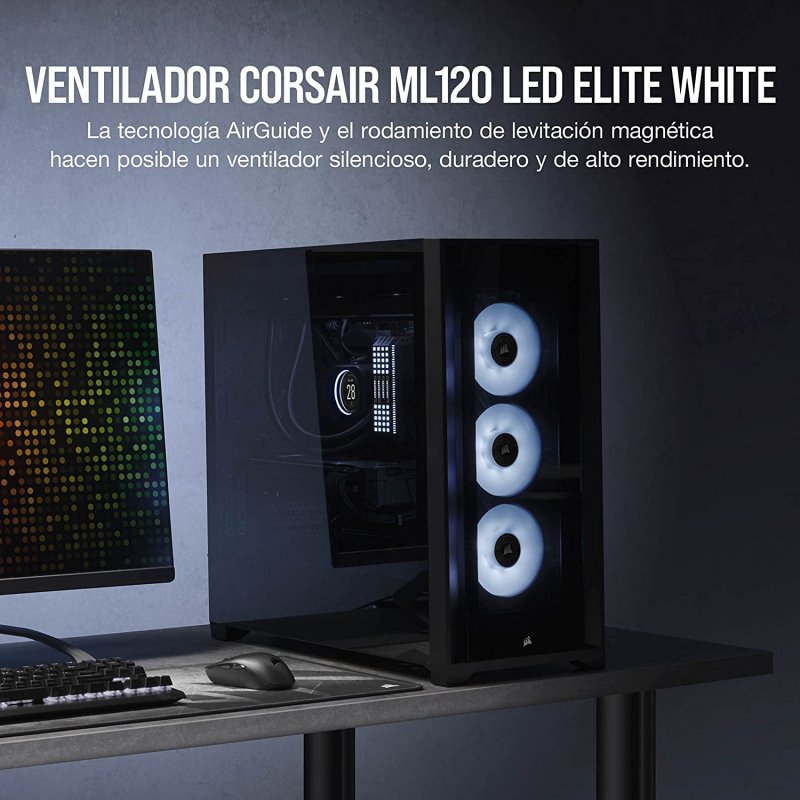 VENTILADOR CORSAIR ML120 LED ELITE WHITE
La tecnología AirGuide y el rodamiento de levitación magnética
hacen posible un ventilador silencioso, duradero y de alto rendimiento.
28